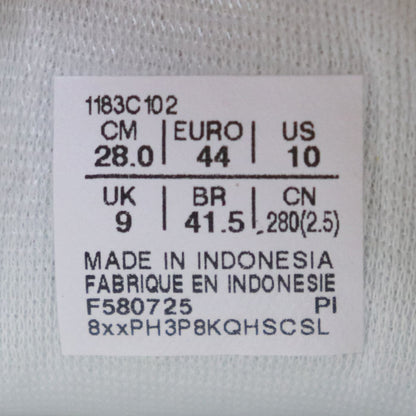 1183C102
CM | EURO | US
28.0 | 44 | 10
UK | BR | CN
9 | 41.5 | 280(2.5)
MADE IN INDONESIA
FABRIQUE EN INDONESIE
F580725 PI
8xxPH3P8KQHSCSL